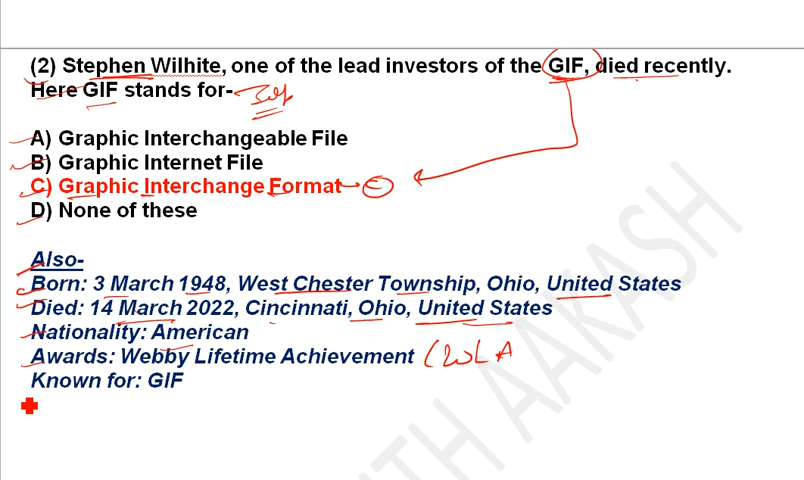 (2) Stephen Wilhite, one of the lead investors of the GIF, died recently.
Here GIF stands for-
A) Graphic Interchangeable File
B) Graphic Internet File
C) Graphic Interchange Format
D) None of these
Also-
Born: 3 March 1948, West Chester Township, Ohio, United States
Died: 14 March 2022, Cincinnati, Ohio, United States
Nationality: American
Awards: Webby Lifetime Achievement (WLA
Known for: GIF
ITH AAKASH